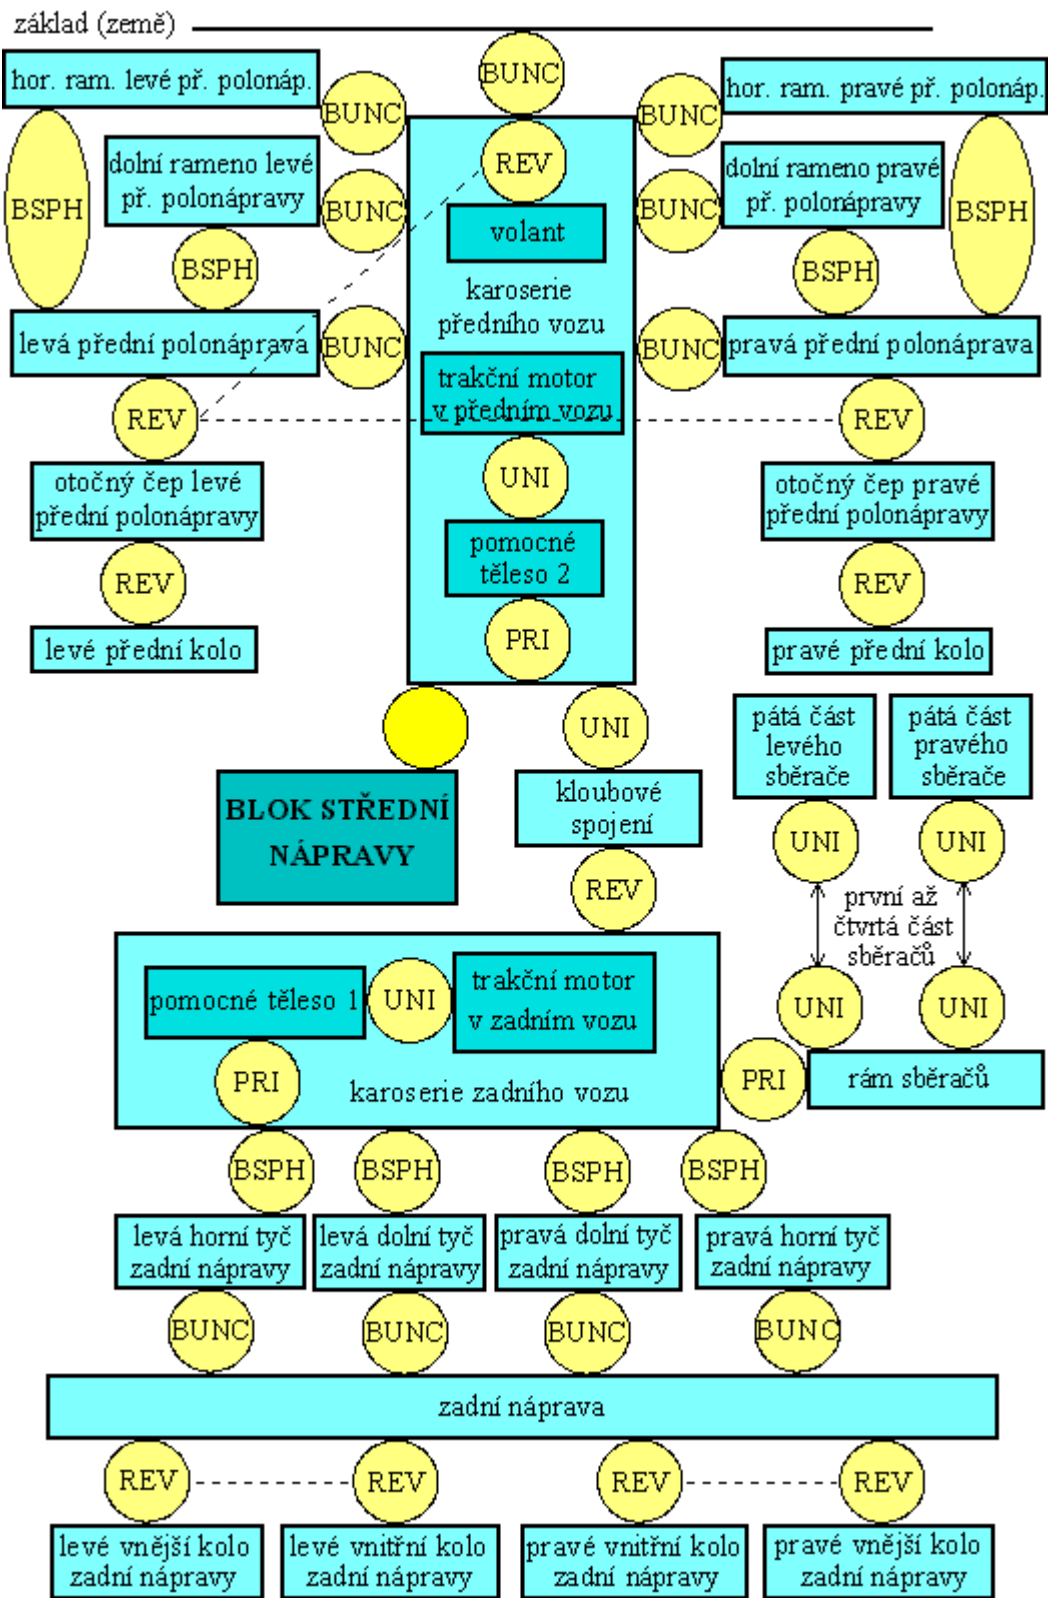 základ (země)
BUNC
hor. ram. levé př. polonáp.
BUNC
BUNC
hor. ram. pravé př. polonáp.
REV
dolní rameno levé
př. polonápravy
dolní rameno pravé
př. polonápravy
BSPH
BUNC
volant
BUNC
BSPH
BSPH
BSPH
karoserie
předního vozu
levá přední polonáprava
BUNC
BUNC
pravá přední polonáprava
trakční motor
v předním vozu
REV
REV
UNI
otočný čep levé
přední polonápravy
otočný čep pravé
přední polonápravy
pomocné
těleso 2
REV
REV
PRI
levé přední kolo
pravé přední kolo
UNI
pátá část
levého
sběrače
pátá část
pravého
sběrače
BLOK STŘEDNÍ
NÁPRAVY
kloubové
spojení
UNI
UNI
REV
první až
čtvrtá část
sběračů
pomocné těleso 1
UNI
trakční motor
v zadním vozu
UNI
UNI
PRI
karoserie zadního vozu
PRI
rám sběračů
BSPH
BSPH
BSPH
BSPH
levá horní tyč
zadní nápravy
levá dolní tyč
zadní nápravy
pravá dolní tyč
zadní nápravy
pravá horní tyč
zadní nápravy
BUNC
BUNC
BUNC
BUNC
zadní náprava
REV
REV
REV
REV
levé vnější kolo
zadní nápravy
levé vnitřní kolo
zadní nápravy
pravé vnitřní kolo
zadní nápravy
pravé vnější kolo
zadní nápravy